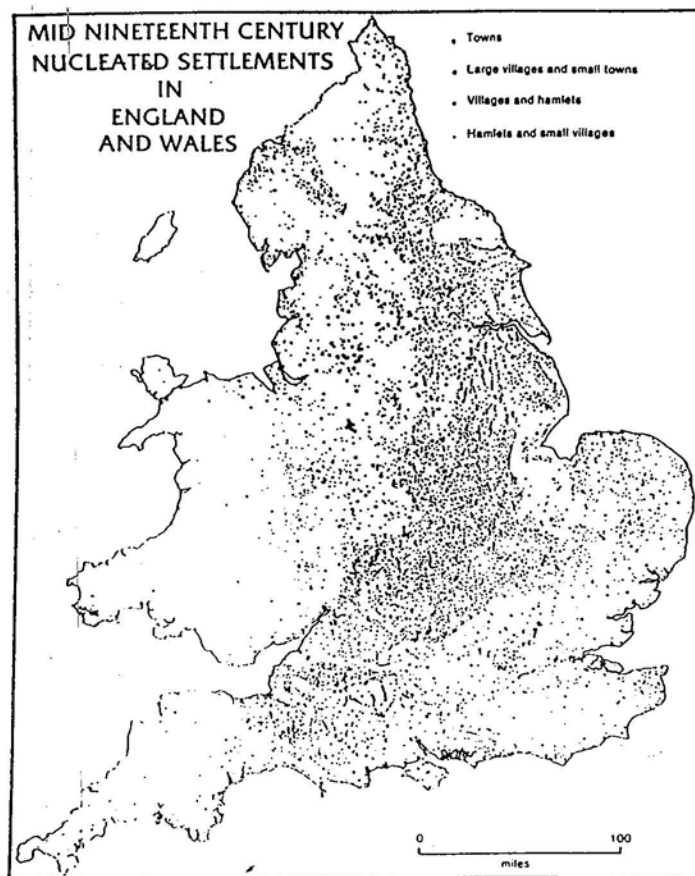 MID NINETEENTH CENTURY
NUCLEATED SETTLEMENTS
IN
ENGLAND
AND WALES
Towns
Large villages and small towns
Villages and hamlets
Hamlets and small villages
0 100
miles